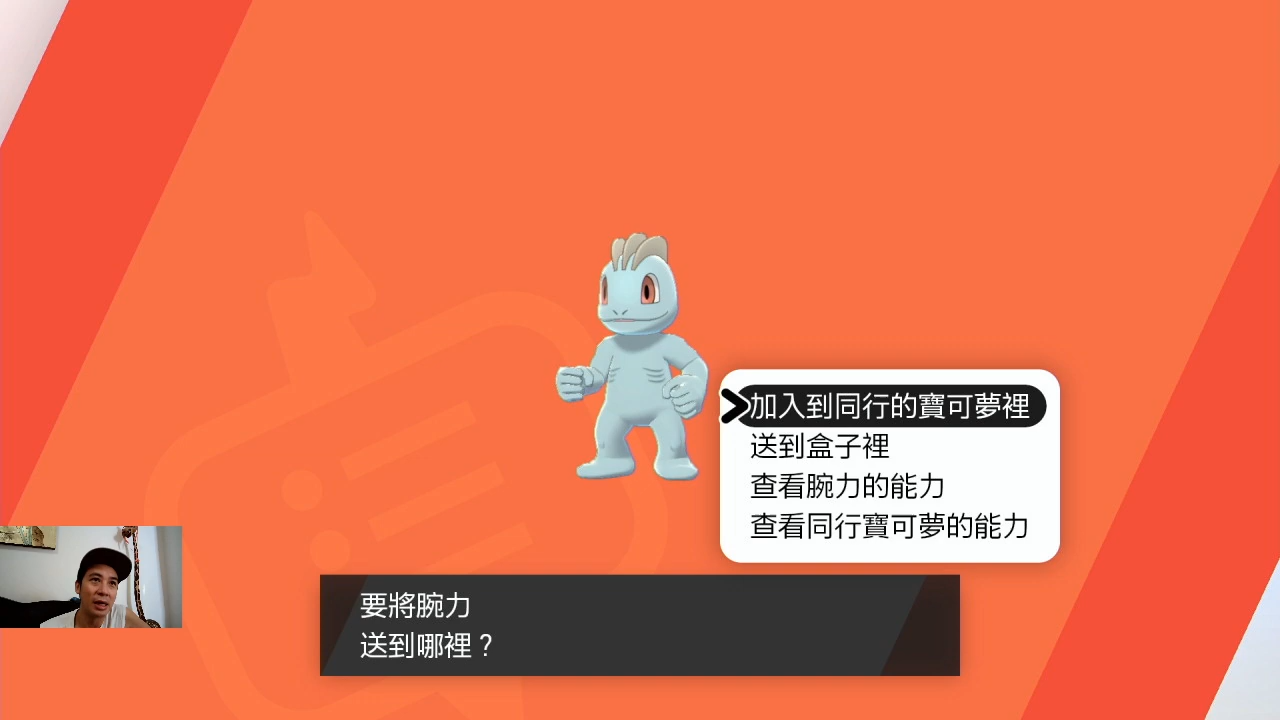 加入到同行的寶可夢裡
送到盒子裡
查看腕力的能力
查看同行寶可夢的能力
要將腕力
送到哪裡？